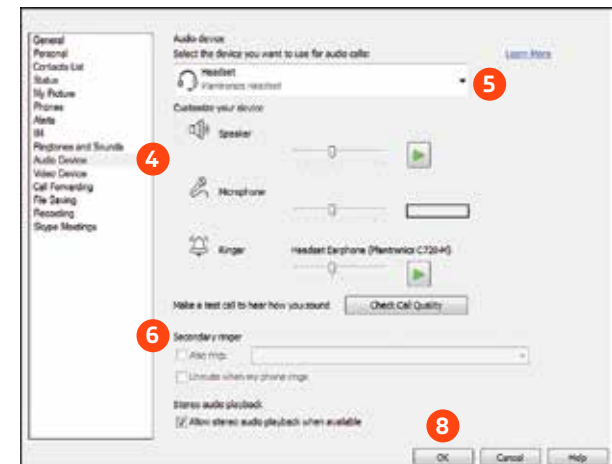 General
Personal
Contacts List
Status
My Picture
Phones
Alerts
IM
Ringtones and Sounds
Audio Device
Video Device
Call Forwarding
File Saving
Recording
Skype Meetings
4
Audio device
Select the device you want to use for audio calls:
Learn More
Headset
Plantronics Headset
5
Customize your device
Speaker
Microphone
Ringer
Headset Earphone (Plantronics C720-M)
Make a test call to hear how you sound
Check Call Quality
6
Secondary ringer
Also ring:
Unmute when my phone rings
Stereo audio playback
Allow stereo audio playback when available
8
OK
Cancel
Help